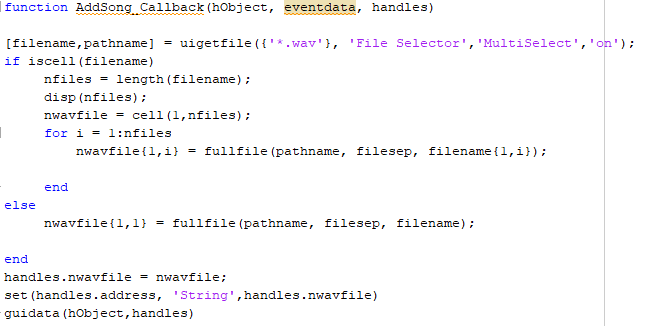 function AddSong_Callback(hObject, eventdata, handles)
[filename,pathname] = uigetfile({'*.wav'}, 'File Selector','MultiSelect','on');
if iscell(filename)
nfiles = length(filename);
disp(nfiles);
nwavfile = cell(1,nfiles);
for i = 1:nfiles
nwavfile{1,i} = fullfile(pathname, filesep, filename{1,i});
end
else
nwavfile{1,1} = fullfile(pathname, filesep, filename);
end
handles.nwavfile = nwavfile;
set(handles.address, 'String',handles.nwavfile)
guidata(hObject,handles)